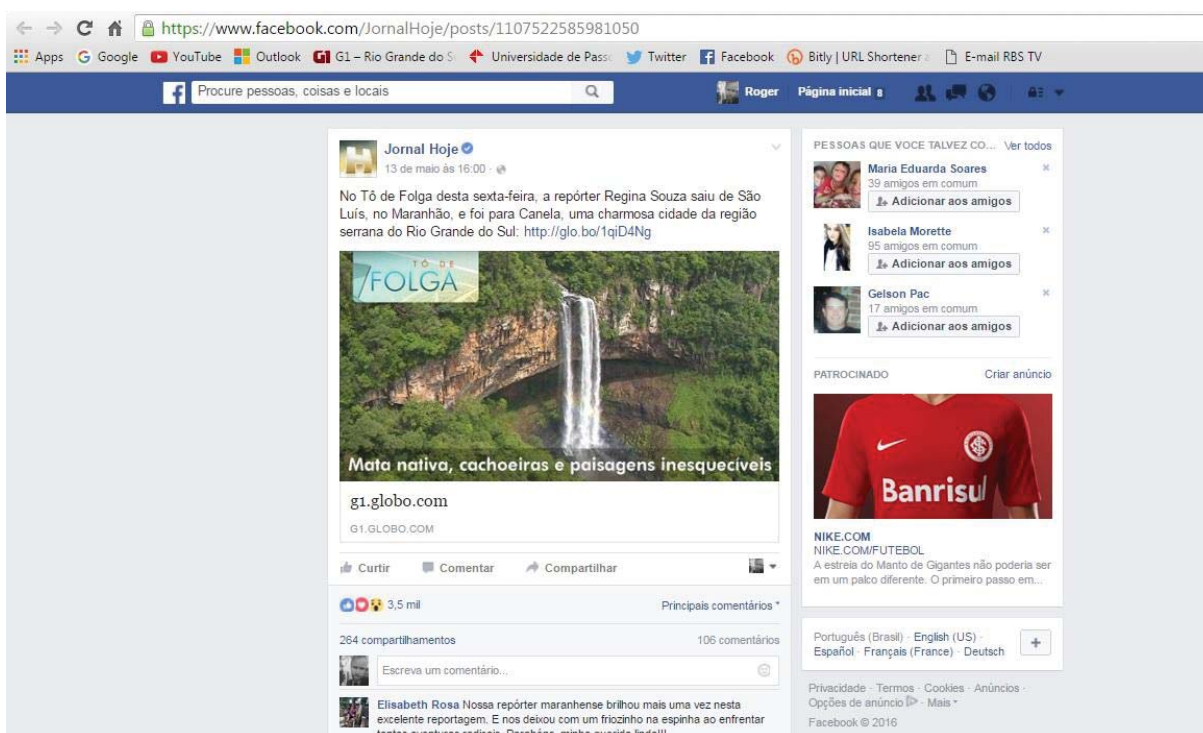 https://www.facebook.com/JornalHoje/posts/1107522585981050
Apps Google YouTube Outlook G1 – Rio Grande do S Universidade de Passo Twitter Facebook Bitly | URL Shortener a E-mail RBS TV
Procure pessoas, coisas e locais
Roger Página inicial 8
Jornal Hoje
13 de maio às 16:00 ·
No Tô de Folga desta sexta-feira, a repórter Regina Souza saiu de São
Luís, no Maranhão, e foi para Canela, uma charmosa cidade da região
serrana do Rio Grande do Sul: http://glo.bo/1qiD4Ng
TÔ DE
FOLGA
Mata nativa, cachoeiras e paisagens inesquecíveis
g1.globo.com
G1.GLOBO.COM
Curtir Comentar Compartilhar
3,5 mil Principais comentários
264 compartilhamentos 106 comentários
Escreva um comentário...
Elisabeth Rosa Nossa repórter maranhense brilhou mais uma vez nesta
excelente reportagem. E nos deixou com um friozinho na espinha ao enfrentar
PESSOAS QUE VOCÊ TALVEZ CO... Ver todos
Maria Eduarda Soares
39 amigos em comum
Adicionar aos amigos
Isabela Morette
95 amigos em comum
Adicionar aos amigos
Gelson Pac
17 amigos em comum
Adicionar aos amigos
PATROCINADO Criar anúncio
Banrisul
NIKE.COM
NIKE.COM/FUTEBOL
A estreia do Manto de Gigantes não poderia ser
em um palco diferente. O primeiro passo em...
Português (Brasil) · English (US) ·
Español · Français (France) · Deutsch
Privacidade · Termos · Cookies · Anúncios ·
Opções de anúncio · Mais
Facebook © 2016